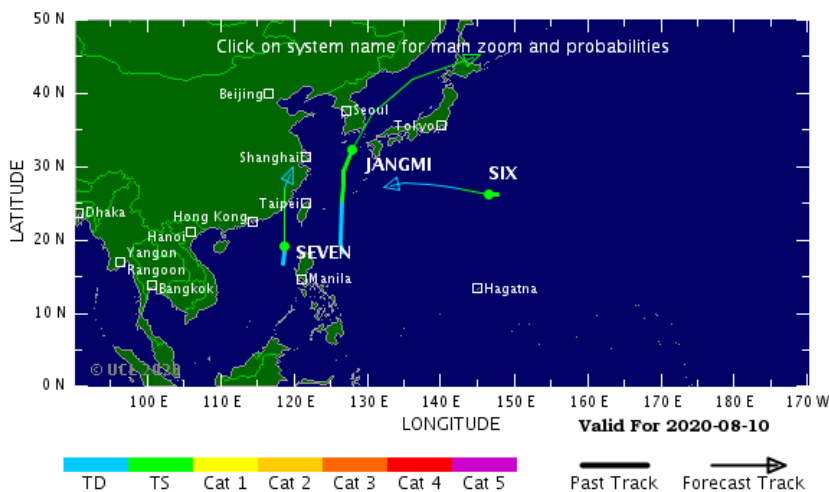 50 N
Click on system name for main zoom and probabilities
40 N
Beijing
Seoul
Tokyo
30 N
Shanghai
JANGMI
SIX
Taipei
Dhaka
Hong Kong
20 N
Hanoi
SEVEN
Yangon
Rangoon
Manila
Bangkok
Hagatna
10 N
© UCL 2020
0 N
LATITUDE
100 E 110 E 120 E 130 E 140 E 150 E 160 E 170 W
LONGITUDE
Valid For 2020-08-10
TD TS Cat 1 Cat 2 Cat 3 Cat 4 Cat 5
Past Track Forecast Track